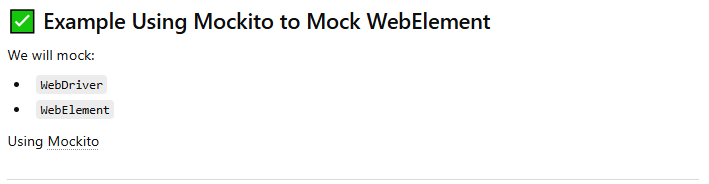 ✅ Example Using Mockito to Mock WebElement
We will mock:
• WebDriver
• WebElement
Using Mockito